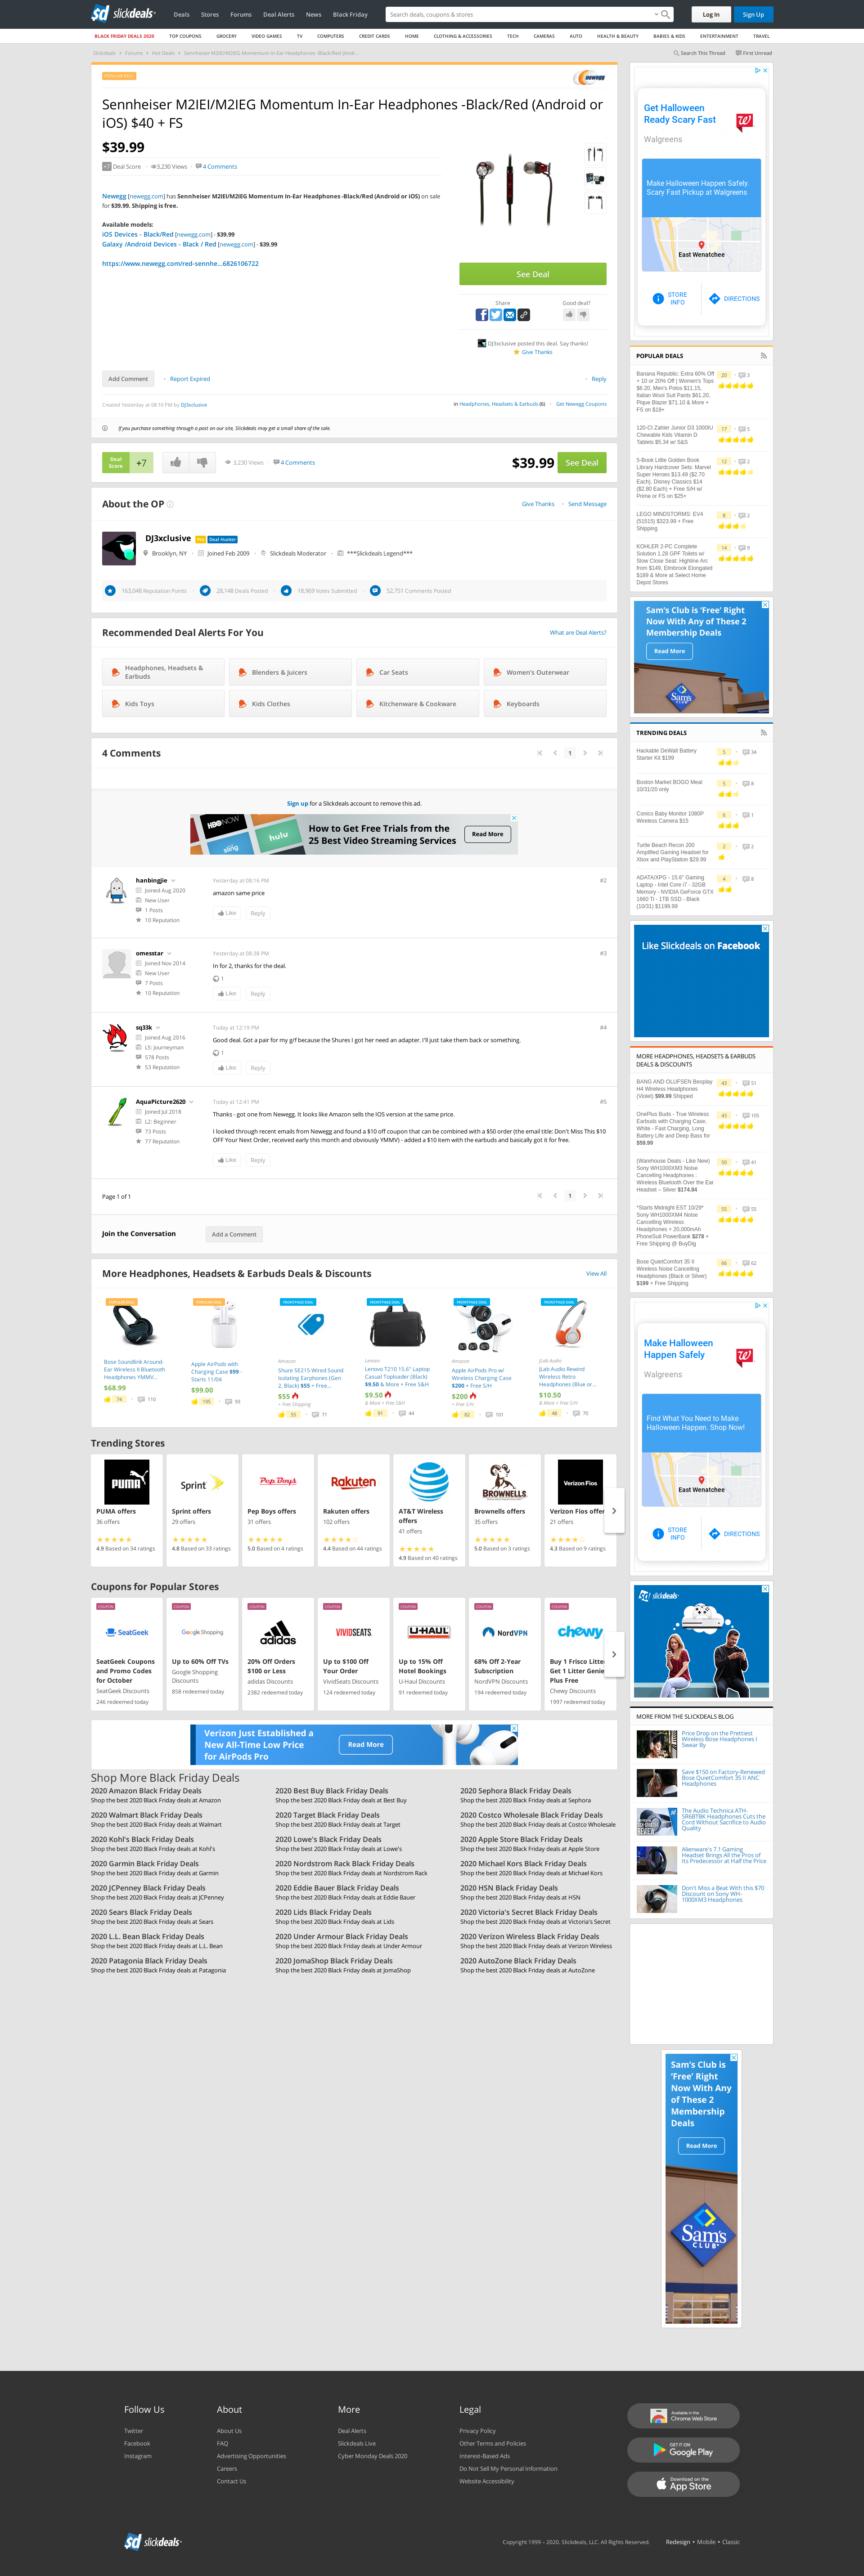 slickdeals
Deals Stores Forums Deal Alerts News Black Friday
Search deals, coupons & stores
Log In
Sign Up
BLACK FRIDAY DEALS 2020 TOP COUPONS GROCERY VIDEO GAMES TV COMPUTERS CREDIT CARDS HOME CLOTHING & ACCESSORIES TECH CAMERAS AUTO HEALTH & BEAUTY BABIES & KIDS ENTERTAINMENT TRAVEL
Slickdeals Forums Hot Deals Sennheiser M2IEI/M2IEG Momentum In-Ear Headphones -Black/Red (Andr...
Search This Thread First Unread
POPULAR DEAL
newegg
Sennheiser M2IEI/M2IEG Momentum In-Ear Headphones -Black/Red (Android or
iOS) $40 + FS
$39.99
+7 Deal Score 3,230 Views 4 Comments
Newegg [newegg.com] has Sennheiser M2IEI/M2IEG Momentum In-Ear Headphones -Black/Red (Android or iOS) on sale
for $39.99. Shipping is free.
Available models:
iOS Devices - Black/Red [newegg.com] - $39.99
Galaxy /Android Devices - Black / Red [newegg.com] - $39.99
https://www.newegg.com/red-sennhe...6826106722
See Deal
Share Good deal?
DJ3xclusive posted this deal. Say thanks!
Give Thanks
Add Comment Report Expired Reply
Created Yesterday at 08:10 PM by DJ3xclusive
in Headphones, Headsets & Earbuds (6) Get Newegg Coupons
If you purchase something through a post on our site, Slickdeals may get a small share of the sale.
Deal
Score
+7
3,230 Views 4 Comments
$39.99
See Deal
About the OP
Give Thanks Send Message
DJ3xclusive Pro Deal Hunter
Brooklyn, NY Joined Feb 2009 Slickdeals Moderator ***Slickdeals Legend***
163,048 Reputation Points 28,148 Deals Posted 18,969 Votes Submitted 52,751 Comments Posted
Recommended Deal Alerts For You
What are Deal Alerts?
Headphones, Headsets &
Earbuds
Blenders & Juicers
Car Seats
Women's Outerwear
Kids Toys
Kids Clothes
Kitchenware & Cookware
Keyboards
4 Comments
1
Sign up for a Slickdeals account to remove this ad.
HBO NOW
hulu
sling
How to Get Free Trials from the
25 Best Video Streaming Services
Read More
hanbingjie
Joined Aug 2020
New User
1 Posts
10 Reputation
Yesterday at 08:16 PM
#2
amazon same price
Like Reply
omesstar
Joined Nov 2014
New User
7 Posts
10 Reputation
Yesterday at 08:39 PM
#3
In for 2, thanks for the deal.
1
Like Reply
sq33k
Joined Aug 2016
L5: Journeyman
578 Posts
53 Reputation
Today at 12:19 PM
#4
Good deal. Got a pair for my g/f because the Shures I got her need an adapter. I'll just take them back or something.
1
Like Reply
AquaPicture2620
Joined Jul 2018
L2: Beginner
73 Posts
77 Reputation
Today at 12:41 PM
#5
Thanks - got one from Newegg. It looks like Amazon sells the IOS version at the same price.
I looked through recent emails from Newegg and found a $10 off coupon that can be combined with a $50 order (the email title: Don't Miss This $10
OFF Your Next Order, received early this month and obviously YMMV) - added a $10 item with the earbuds and basically got it for free.
Like Reply
Page 1 of 1
1
Join the Conversation
Add a Comment
More Headphones, Headsets & Earbuds Deals & Discounts
View All
POPULAR DEAL
Bose Soundlink Around-
Ear Wireless II Bluetooth
Headphones YMMV...
$68.99
74 110
POPULAR DEAL
Apple AirPods with
Charging Case $99 -
Starts 11/04
$99.00
195 93
FRONTPAGE DEAL
Amazon
Shure SE215 Wired Sound
Isolating Earphones (Gen
2, Black) $55 + Free...
$55
+ Free Shipping
55 71
FRONTPAGE DEAL
Lenovo
Lenovo T210 15.6" Laptop
Casual Toploader (Black)
$9.50 & More + Free S&H
$9.50
& More + Free S&H
91 44
FRONTPAGE DEAL
Amazon
Apple AirPods Pro w/
Wireless Charging Case
$200 + Free S/H
$200
+ Free S/H
82 101
FRONTPAGE DEAL
JLab Audio
JLab Audio Rewind
Wireless Retro
Headphones (Blue or...
$10.50
& More + Free S/H
48 70
Trending Stores
PUMA
PUMA offers
36 offers
4.9 Based on 34 ratings
Sprint
Sprint offers
29 offers
4.8 Based on 33 ratings
Pep Boys
Pep Boys offers
31 offers
5.0 Based on 4 ratings
Rakuten
Rakuten offers
102 offers
4.4 Based on 44 ratings
AT&T Wireless
offers
41 offers
4.9 Based on 40 ratings
BROWNELLS
Brownells offers
35 offers
5.0 Based on 3 ratings
Verizon Fios
Verizon Fios offer
21 offers
4.3 Based on 9 ratings
Coupons for Popular Stores
COUPON
SeatGeek
SeatGeek Coupons
and Promo Codes
for October
SeatGeek Discounts
246 redeemed today
COUPON
Google Shopping
Up to 60% Off TVs
Google Shopping
Discounts
858 redeemed today
COUPON
adidas
20% Off Orders
$100 or Less
adidas Discounts
2382 redeemed today
COUPON
VIVIDSEATS.
Up to $100 Off
Your Order
VividSeats Discounts
124 redeemed today
COUPON
U-HAUL
Up to 15% Off
Hotel Bookings
U-Haul Discounts
91 redeemed today
COUPON
NordVPN
68% Off 2-Year
Subscription
NordVPN Discounts
194 redeemed today
COUPON
chewy
Buy 1 Frisco Litter
Get 1 Litter Genie
Plus Free
Chewy Discounts
1997 redeemed today
Verizon Just Established a
New All-Time Low Price
for AirPods Pro
Read More
Shop More Black Friday Deals
2020 Amazon Black Friday Deals
Shop the best 2020 Black Friday deals at Amazon
2020 Best Buy Black Friday Deals
Shop the best 2020 Black Friday deals at Best Buy
2020 Sephora Black Friday Deals
Shop the best 2020 Black Friday deals at Sephora
2020 Walmart Black Friday Deals
Shop the best 2020 Black Friday deals at Walmart
2020 Target Black Friday Deals
Shop the best 2020 Black Friday deals at Target
2020 Costco Wholesale Black Friday Deals
Shop the best 2020 Black Friday deals at Costco Wholesale
2020 Kohl's Black Friday Deals
Shop the best 2020 Black Friday deals at Kohl's
2020 Lowe's Black Friday Deals
Shop the best 2020 Black Friday deals at Lowe's
2020 Apple Store Black Friday Deals
Shop the best 2020 Black Friday deals at Apple Store
2020 Garmin Black Friday Deals
Shop the best 2020 Black Friday deals at Garmin
2020 Nordstrom Rack Black Friday Deals
Shop the best 2020 Black Friday deals at Nordstrom Rack
2020 Michael Kors Black Friday Deals
Shop the best 2020 Black Friday deals at Michael Kors
2020 JCPenney Black Friday Deals
Shop the best 2020 Black Friday deals at JCPenney
2020 Eddie Bauer Black Friday Deals
Shop the best 2020 Black Friday deals at Eddie Bauer
2020 HSN Black Friday Deals
Shop the best 2020 Black Friday deals at HSN
2020 Sears Black Friday Deals
Shop the best 2020 Black Friday deals at Sears
2020 Lids Black Friday Deals
Shop the best 2020 Black Friday deals at Lids
2020 Victoria's Secret Black Friday Deals
Shop the best 2020 Black Friday deals at Victoria's Secret
2020 L.L. Bean Black Friday Deals
Shop the best 2020 Black Friday deals at L.L. Bean
2020 Under Armour Black Friday Deals
Shop the best 2020 Black Friday deals at Under Armour
2020 Verizon Wireless Black Friday Deals
Shop the best 2020 Black Friday deals at Verizon Wireless
2020 Patagonia Black Friday Deals
Shop the best 2020 Black Friday deals at Patagonia
2020 JomaShop Black Friday Deals
Shop the best 2020 Black Friday deals at JomaShop
2020 AutoZone Black Friday Deals
Shop the best 2020 Black Friday deals at AutoZone
Get Halloween
Ready Scary Fast
Walgreens
Make Halloween Happen Safely.
Scary Fast Pickup at Walgreens
East Wenatchee
STORE
INFO
DIRECTIONS
POPULAR DEALS
Banana Republic: Extra 60% Off
+ 10 or 20% Off | Women's Tops
$6.20, Men's Polos $11.15,
Italian Wool Suit Pants $61.20,
Pique Blazer $71.10 & More +
FS on $18+
20 3
120-Ct Zahler Junior D3 1000IU
Chewable Kids Vitamin D
Tablets $5.34 w/ S&S
17 5
5-Book Little Golden Book
Library Hardcover Sets: Marvel
Super Heroes $13.49 ($2.70
Each), Disney Classics $14
($2.80 Each) + Free S/H w/
Prime or FS on $25+
12 2
LEGO MINDSTORMS: EV4
(51515) $323.99 + Free
Shipping
8 2
KOHLER 2-PC Complete
Solution 1.28 GPF Toilets w/
Slow Close Seat: Highline Arc
from $149, Elmbrook Elongated
$189 & More at Select Home
Depot Stores
14 9
Sam's Club is 'Free' Right
Now With Any of These 2
Membership Deals
Read More
Sam's
CLUB
TRENDING DEALS
Hackable DeWalt Battery
Starter Kit $199
5 34
Boston Market BOGO Meal
10/31/20 only
5 8
Conico Baby Monitor 1080P
Wireless Camera $15
6 1
Turtle Beach Recon 200
Amplified Gaming Headset for
Xbox and PlayStation $29.99
2 2
ADATA/XPG - 15.6" Gaming
Laptop - Intel Core i7 - 32GB
Memory - NVIDIA GeForce GTX
1660 Ti - 1TB SSD - Black
(10/31) $1199.99
4 8
Like Slickdeals on Facebook
MORE HEADPHONES, HEADSETS & EARBUDS
DEALS & DISCOUNTS
BANG AND OLUFSEN Beoplay
H4 Wireless Headphones
(Violet) $99.99 Shipped
43 51
OnePlus Buds - True Wireless
Earbuds with Charging Case,
White - Fast Charging, Long
Battery Life and Deep Bass for
$59.99
43 105
(Warehouse Deals - Like New)
Sony WH1000XM3 Noise
Cancelling Headphones :
Wireless Bluetooth Over the Ear
Headset – Silver $174.84
50 41
*Starts Midnight EST 10/29*
Sony WH1000XM4 Noise
Cancelling Wireless
Headphones + 20,000mAh
PhoneSuit PowerBank $278 +
Free Shipping @ BuyDig
55 55
Bose QuietComfort 35 II
Wireless Noise Cancelling
Headphones (Black or Silver)
$199 + Free Shipping
66 62
Make Halloween
Happen Safely
Walgreens
Find What You Need to Make
Halloween Happen. Shop Now!
East Wenatchee
STORE
INFO
DIRECTIONS
slickdeals
MORE FROM THE SLICKDEALS BLOG
Price Drop on the Prettiest
Wireless Bose Headphones I
Swear By
Save $150 on Factory-Renewed
Bose QuietComfort 35 II ANC
Headphones
The Audio Technica ATH-
SR6BTBK Headphones Cuts the
Cord Without Sacrifice to Audio
Quality
Alienware's 7.1 Gaming
Headset Brings All the Pros of
Its Predecessor at Half the Price
Don't Miss a Beat With this $70
Discount on Sony WH-
1000XM3 Headphones
Sam's Club is
'Free' Right
Now With Any
of These 2
Membership
Deals
Read More
Sam's
CLUB
Follow Us
Twitter
Facebook
Instagram
About
About Us
FAQ
Advertising Opportunities
Careers
Contact Us
More
Deal Alerts
Slickdeals Live
Cyber Monday Deals 2020
Legal
Privacy Policy
Other Terms and Policies
Interest-Based Ads
Do Not Sell My Personal Information
Website Accessibility
Available in the
Chrome Web Store
GET IT ON
Google Play
Download on the
App Store
slickdeals
Copyright 1999 - 2020. Slickdeals, LLC. All Rights Reserved. Redesign • Mobile • Classic